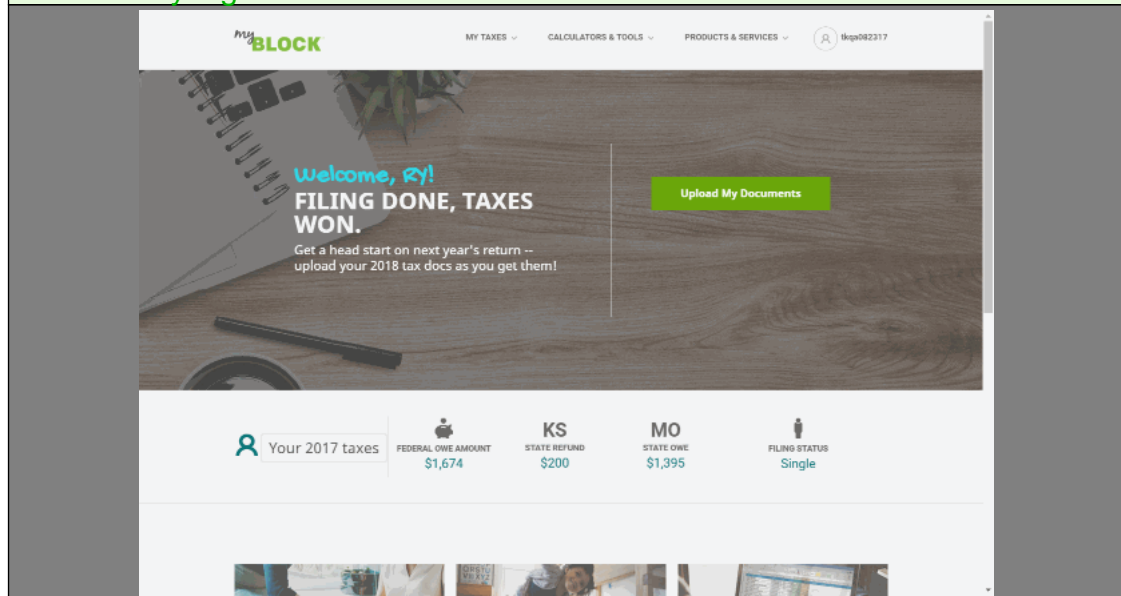 my BLOCK
MY TAXES
CALCULATORS & TOOLS
PRODUCTS & SERVICES
tkqa082317
Welcome, RY!
FILING DONE, TAXES
WON.
Get a head start on next year's return --
upload your 2018 tax docs as you get them!
Upload My Documents
Your 2017 taxes
FEDERAL OWE AMOUNT
$1,674
KS
STATE REFUND
$200
MO
STATE OWE
$1,395
FILING STATUS
Single